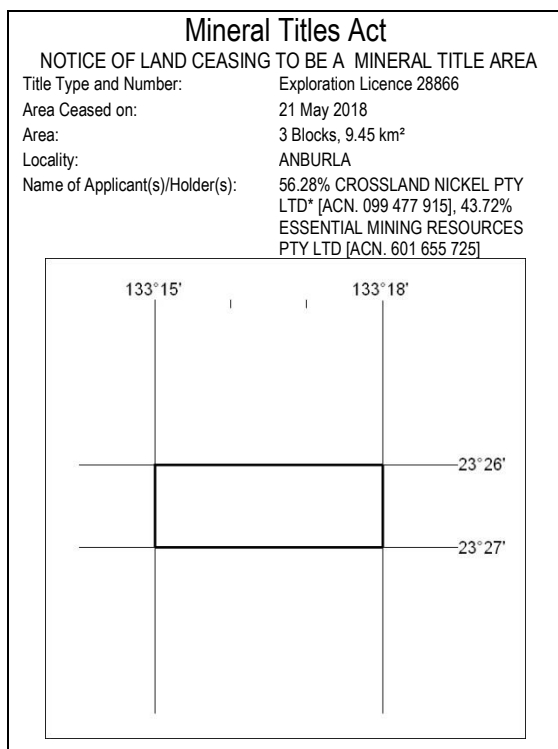 Mineral Titles Act
NOTICE OF LAND CEASING TO BE A MINERAL TITLE AREA
Title Type and Number: Exploration Licence 28866
Area Ceased on: 21 May 2018
Area: 3 Blocks, 9.45 km²
Locality: ANBURLA
Name of Applicant(s)/Holder(s): 56.28% CROSSLAND NICKEL PTY
LTD* [ACN. 099 477 915], 43.72%
ESSENTIAL MINING RESOURCES
PTY LTD [ACN. 601 655 725]
133°15' 133°18'
23°26'
23°27'